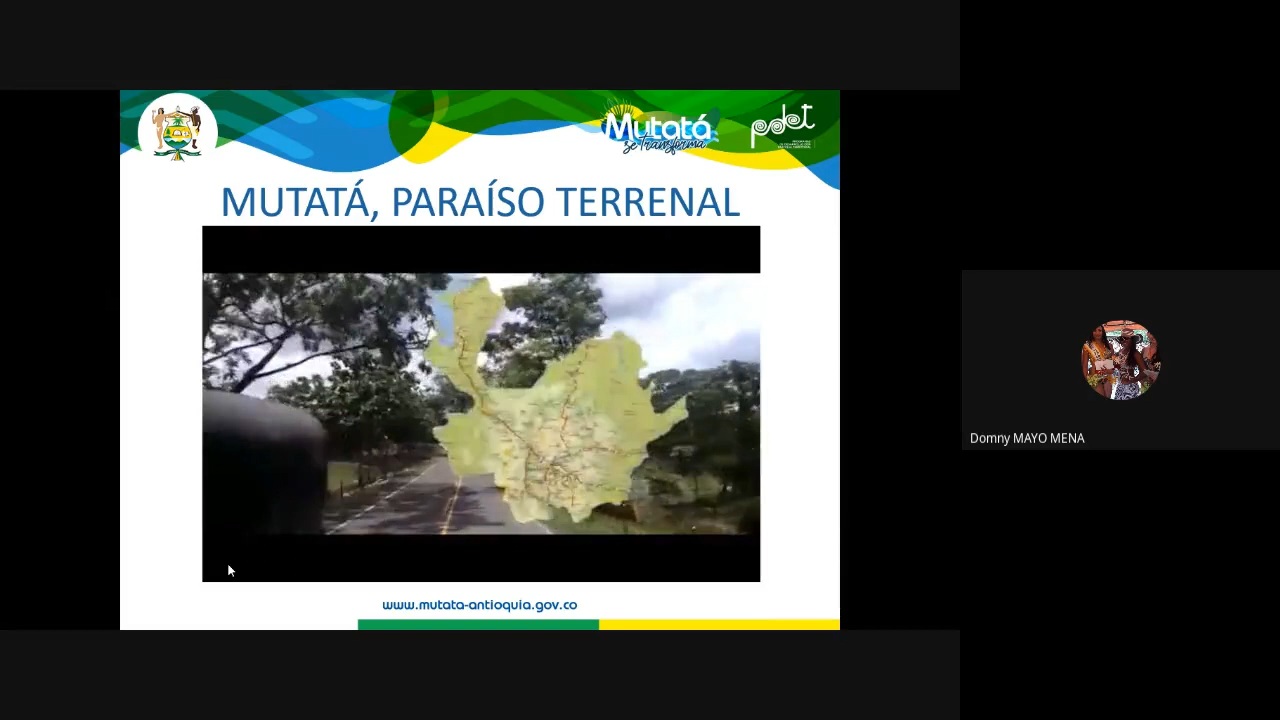 Mutatá
se transforma
pdet
MUTATÁ, PARAÍSO TERRENAL
www.mutata-antioquia.gov.co
Domny MAYO MENA